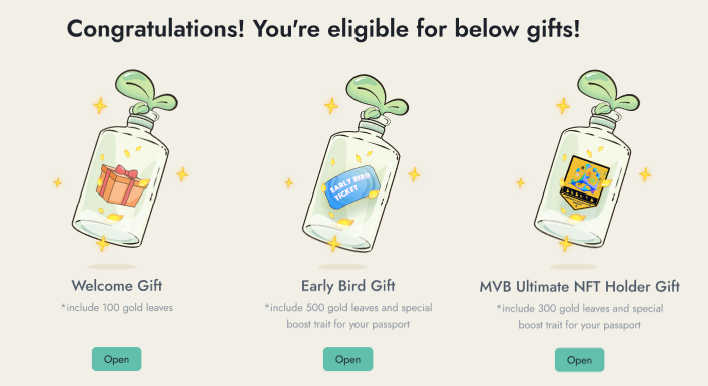 Congratulations! You're eligible for below gifts!
EARLY BIRD
TICKET
Welcome Gift
*include 100 gold leaves
Open
Early Bird Gift
*include 500 gold leaves and special
boost trait for your passport
Open
MVB Ultimate NFT Holder Gift
*include 300 gold leaves and special
boost trait for your passport
Open